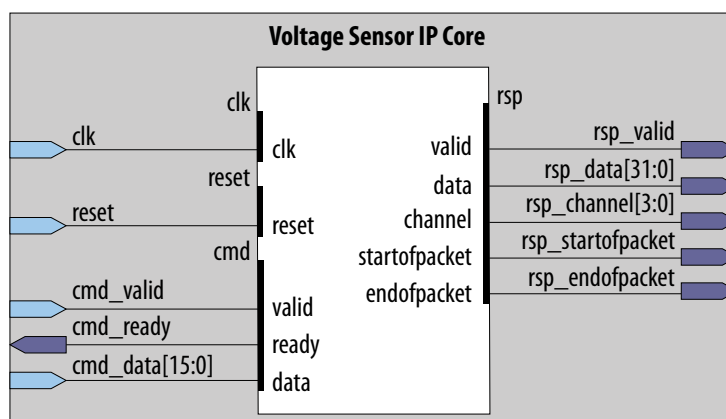 Voltage Sensor IP Core
clk
rsp
clk
clk
valid
rsp_valid
reset
data
rsp_data[31:0]
reset
reset
channel
rsp_channel[3:0]
cmd
startofpacket
rsp_startofpacket
cmd_valid
valid
endofpacket
rsp_endofpacket
cmd_ready
ready
cmd_data[15:0]
data